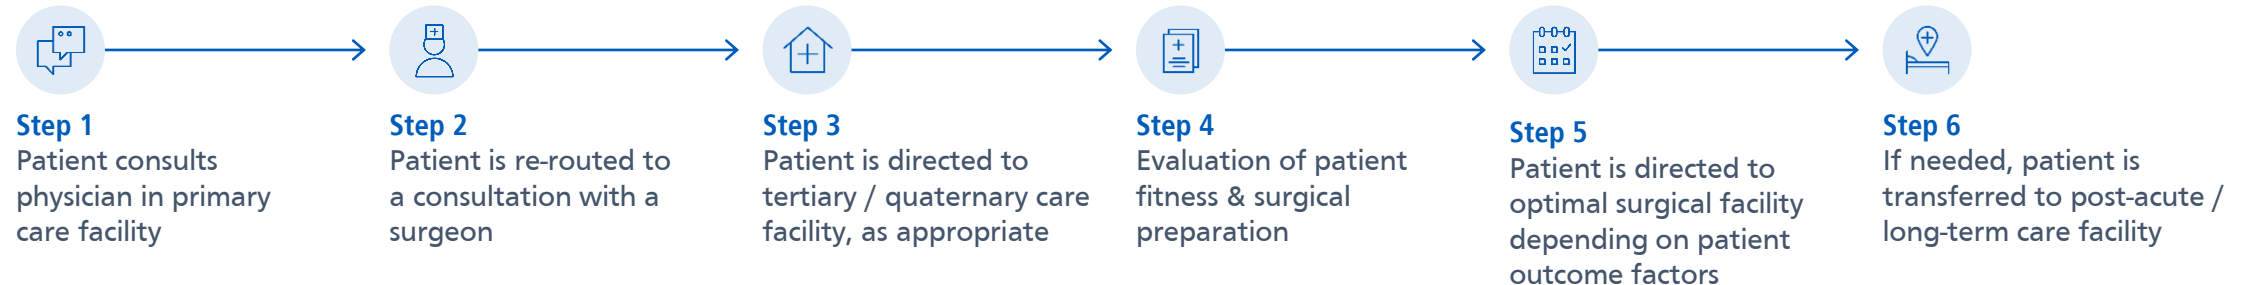 Step 1
Patient consults
physician in primary
care facility
Step 2
Patient is re-routed to
a consultation with a
surgeon
Step 3
Patient is directed to
tertiary / quaternary care
facility, as appropriate
Step 4
Evaluation of patient
fitness & surgical
preparation
Step 5
Patient is directed to
optimal surgical facility
depending on patient
outcome factors
Step 6
If needed, patient is
transferred to post-acute /
long-term care facility